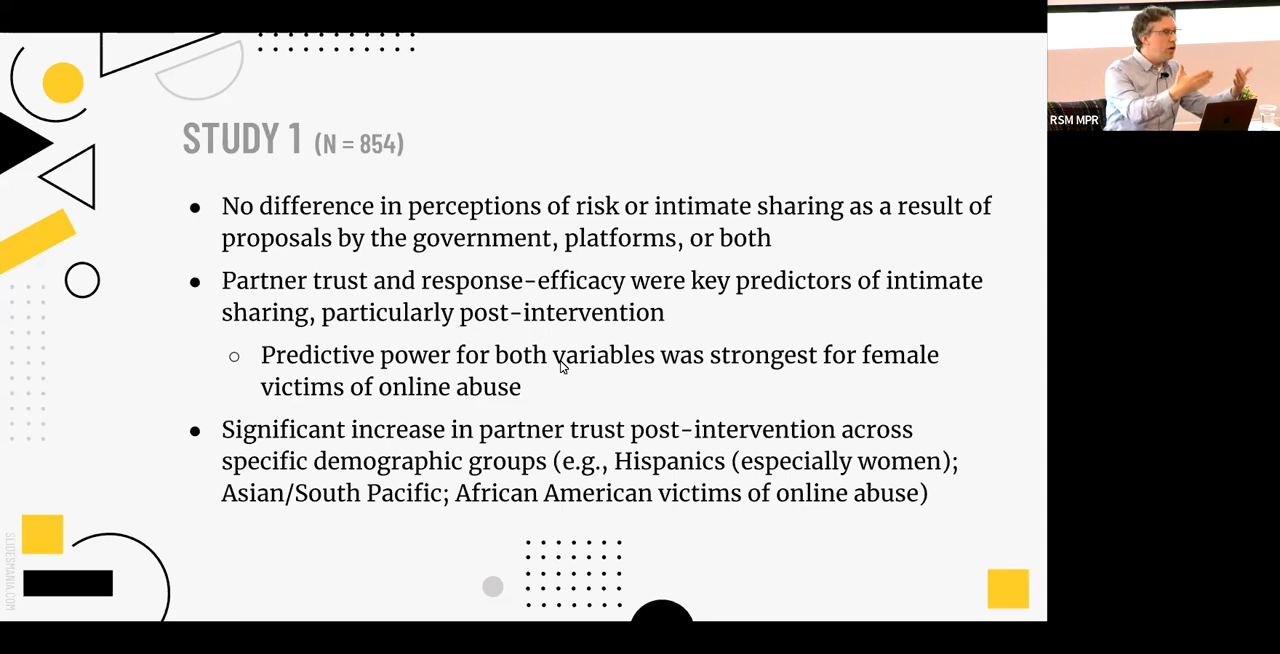 STUDY 1 (N = 854)
● No difference in perceptions of risk or intimate sharing as a result of
proposals by the government, platforms, or both
● Partner trust and response-efficacy were key predictors of intimate
sharing, particularly post-intervention
○ Predictive power for both variables was strongest for female
victims of online abuse
● Significant increase in partner trust post-intervention across
specific demographic groups (e.g., Hispanics (especially women);
Asian/South Pacific; African American victims of online abuse)
SLIDESMANIA.COM
RSM MPR